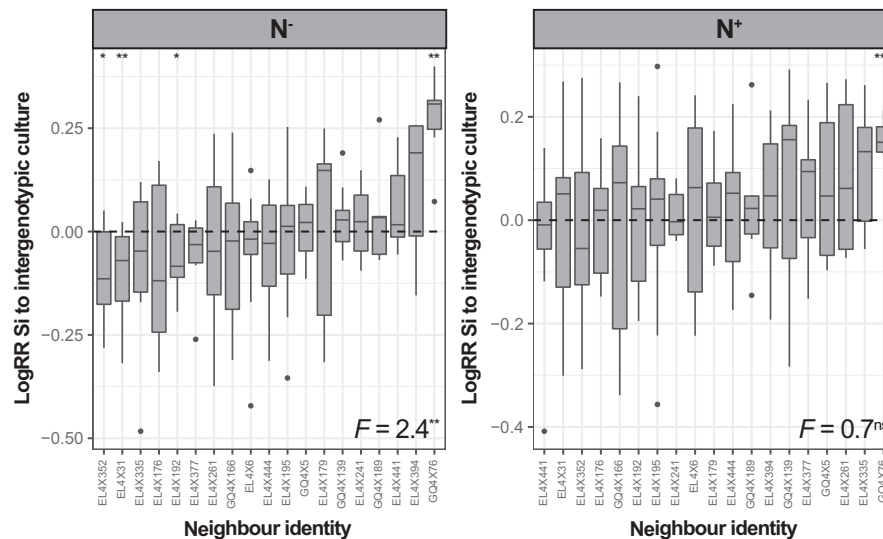 N-
* ** * **
LogRR Si to intergenotypic culture
0.25
0.00
−0.25
−0.50
F = 2.4**
EL4X352
EL4X31
EL4X335
EL4X176
EL4X192
EL4X377
EL4X261
GQ4X166
EL4X6
EL4X444
EL4X195
GQ4X5
EL4X179
GQ4X139
EL4X241
GQ4X189
EL4X441
EL4X394
GQ4X76
Neighbour identity
N+
**
LogRR Si to intergenotypic culture
0.2
0.0
−0.2
−0.4
F = 0.7ns
EL4X441
EL4X31
EL4X352
EL4X176
GQ4X166
EL4X192
EL4X195
EL4X241
EL4X6
EL4X179
EL4X444
GQ4X189
EL4X394
GQ4X139
EL4X377
GQ4X5
EL4X261
EL4X335
GQ4X76
Neighbour identity